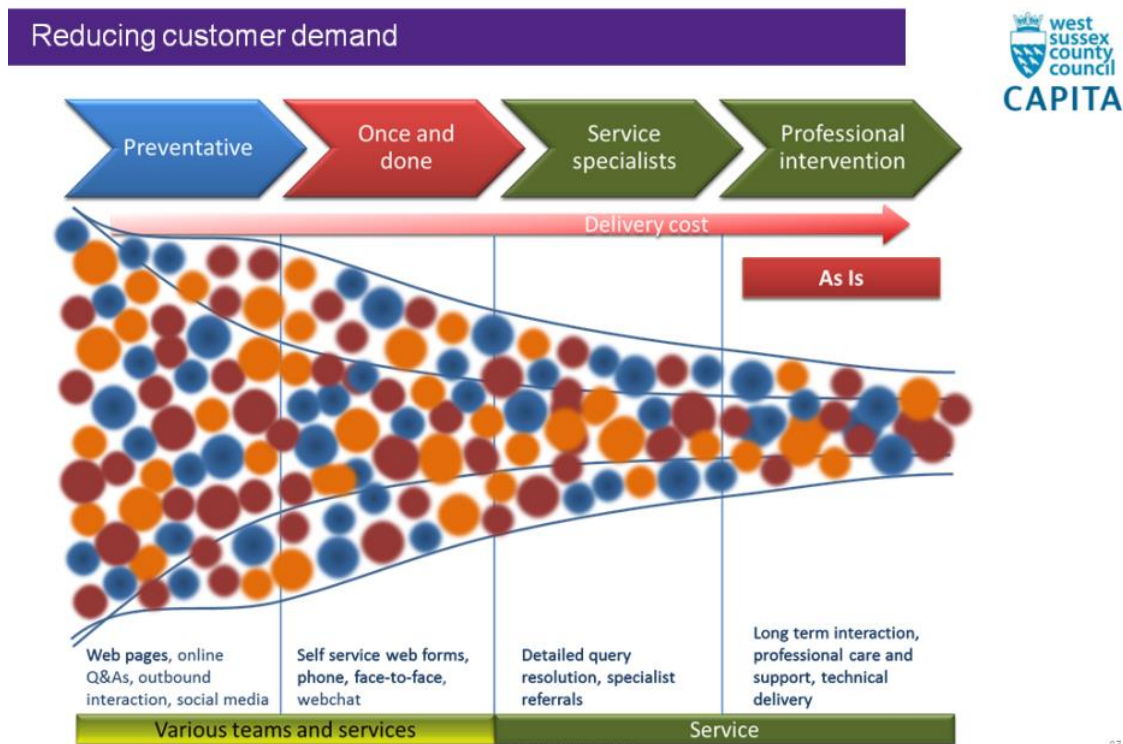 Reducing customer demand
west
sussex
county
council
CAPITA
Preventative
Once and
done
Service
specialists
Professional
intervention
Delivery cost
As Is
Web pages, online
Q&As, outbound
interaction, social media
Self service web forms,
phone, face-to-face,
webchat
Detailed query
resolution, specialist
referrals
Long term interaction,
professional care and
support, technical
delivery
Various teams and services
Service